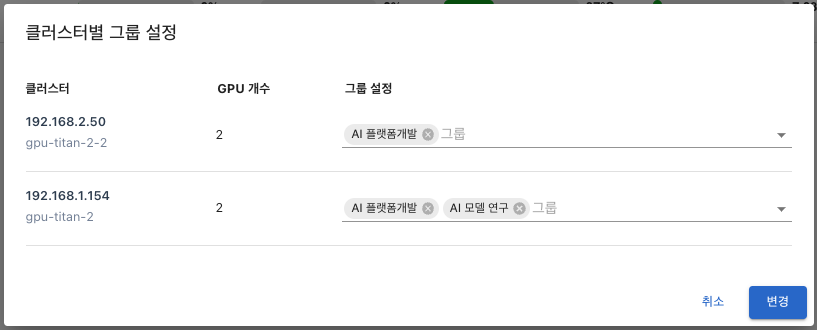 클러스터별 그룹 설정
클러스터 GPU 개수 그룹 설정
192.168.2.50
gpu-titan-2-2
2
AI 플랫폼개발 그룹
192.168.1.154
gpu-titan-2
2
AI 플랫폼개발 AI 모델 연구 그룹
취소 변경